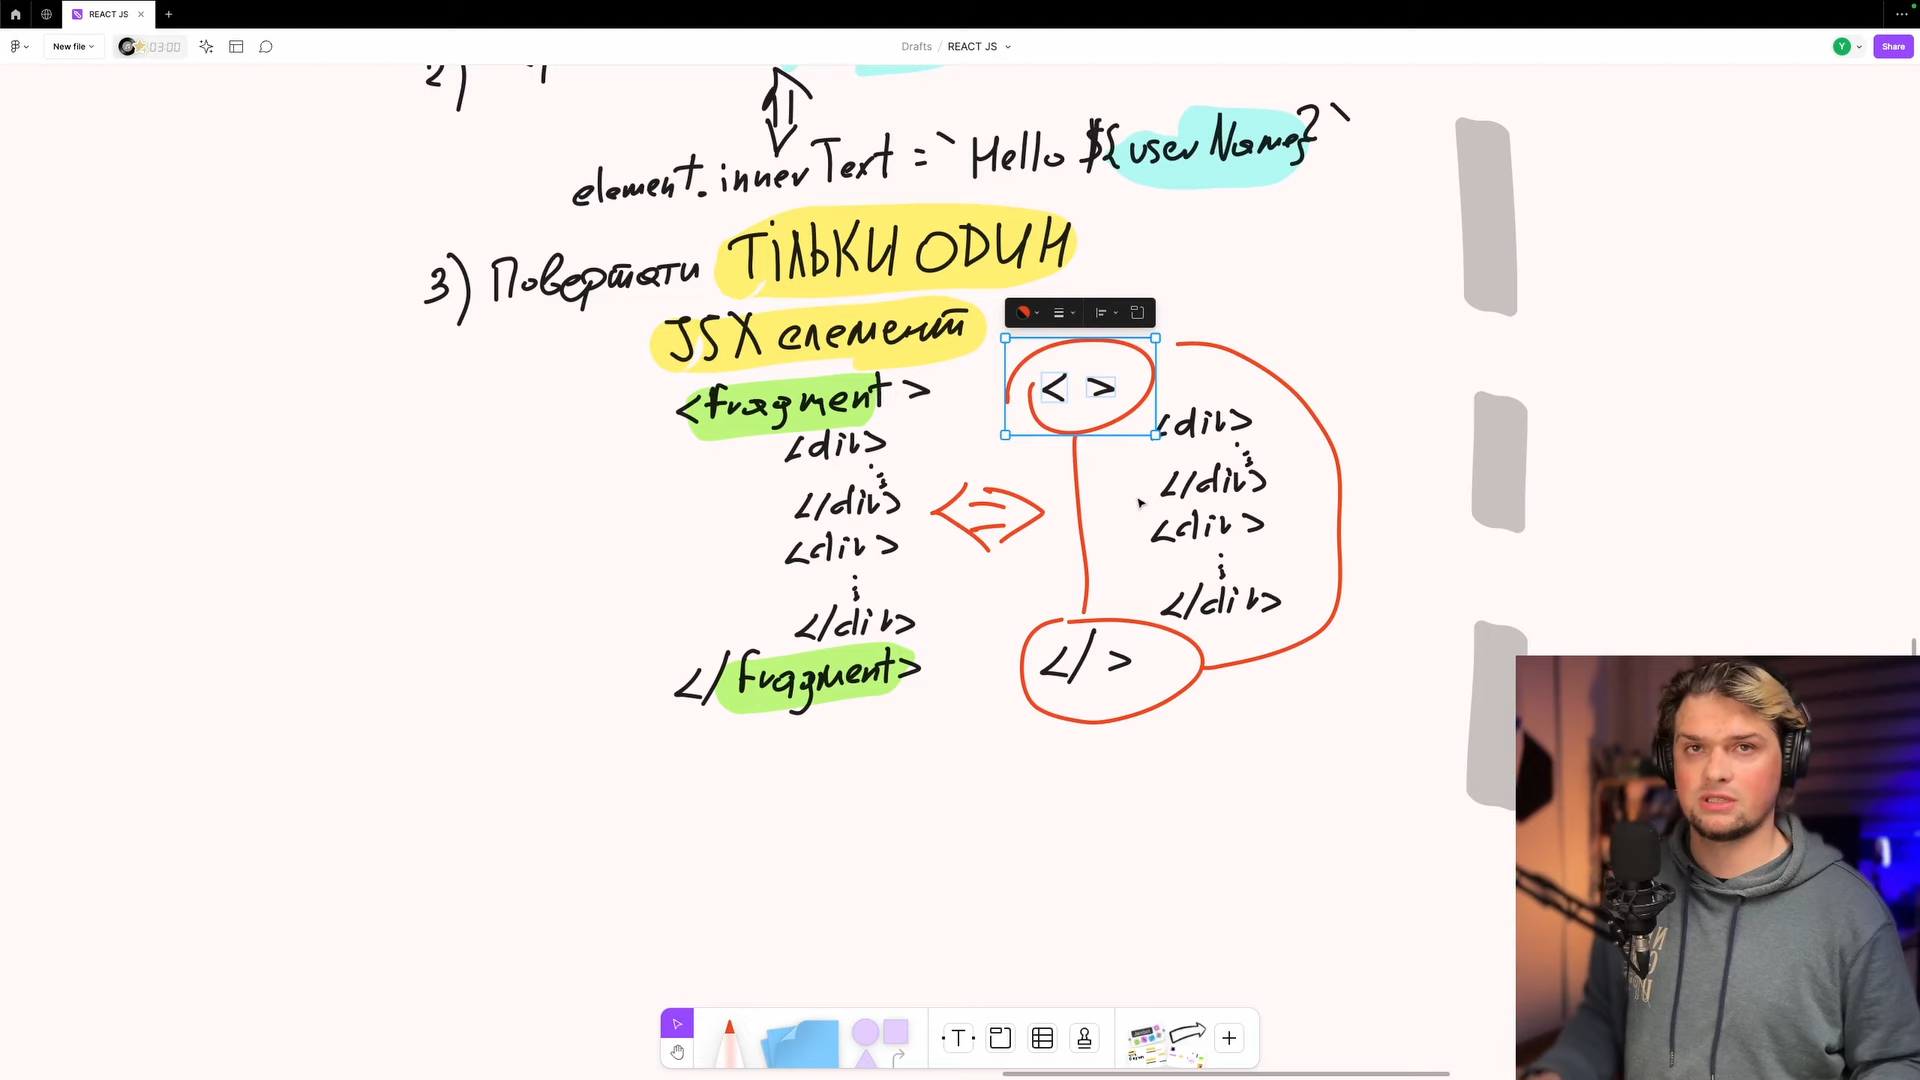 REACT JS
New file
03:00
Drafts / REACT JS
Y
Share
2)
element.innerText = `Hello ${userName}`
3) Повертати ТІЛЬКИ ОДИН
JSX елемент
<fragment>
<div>
</div>
<div>
</div>
</fragment>
< >
<div>
</div>
<div>
</div>
</ >
T